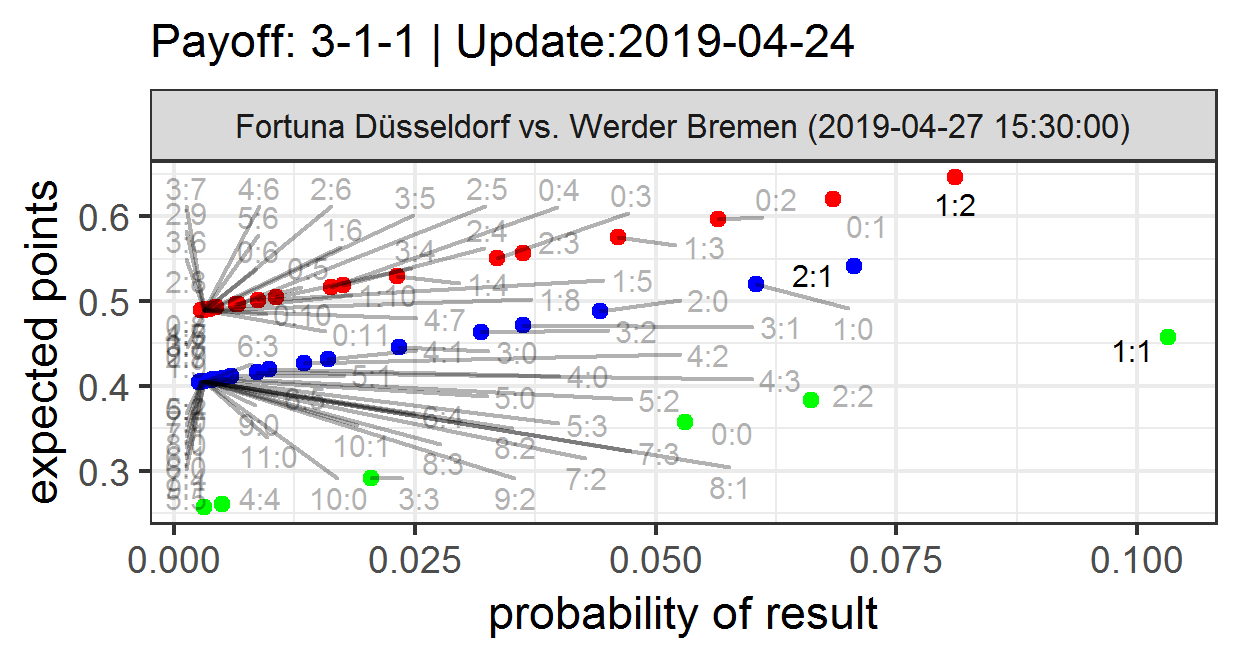 Payoff: 3-1-1 | Update:2019-04-24
Fortuna Düsseldorf vs. Werder Bremen (2019-04-27 15:30:00)
expected points
0.6
0.5
0.4
0.3
3:7 4:6 2:6 3:5 2:5 0:4 0:3 0:2 1:2
2:9 5:6 1:6 2:4 2:3 0:1
3:6 0:6 3:4 1:3
2:8 0:5 1:4 1:5 2:1
1:10 1:8 2:0
0:10 4:7 3:1 1:0
0:11 3:2
6:3 4:1 3:0 4:2 1:1
5:1 4:0 4:3
5:0 5:2 2:2
9:0 6:4 5:3 0:0
10:1 8:2 7:3
11:0 8:3 7:2 8:1
4:4 10:0 3:3 9:2
0.000 0.025 0.050 0.075 0.100
probability of result